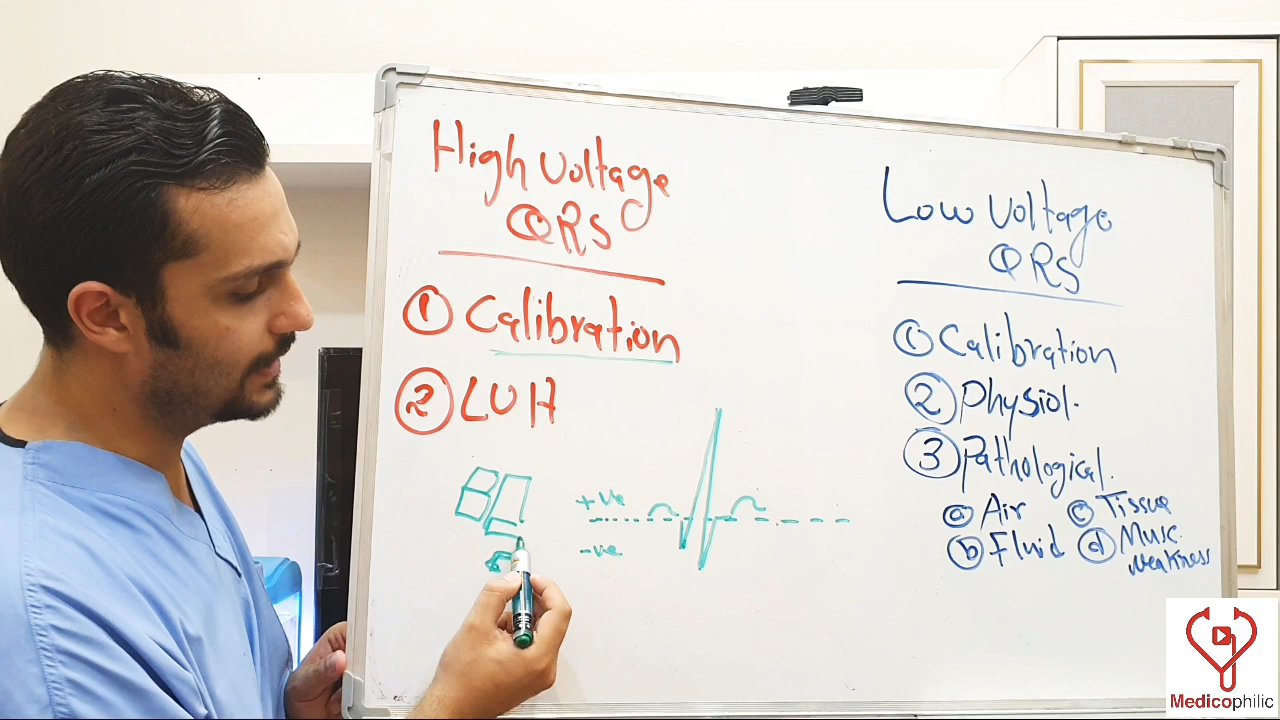 High Voltage
QRS
① Calibration
② LVH
+ve
-ve
Low Voltage
QRS
① Calibration
② Physiol.
③ Pathological.
ⓐ Air
ⓒ Tissue
ⓑ Fluid
ⓓ Musc.
weakness
Medicophilic